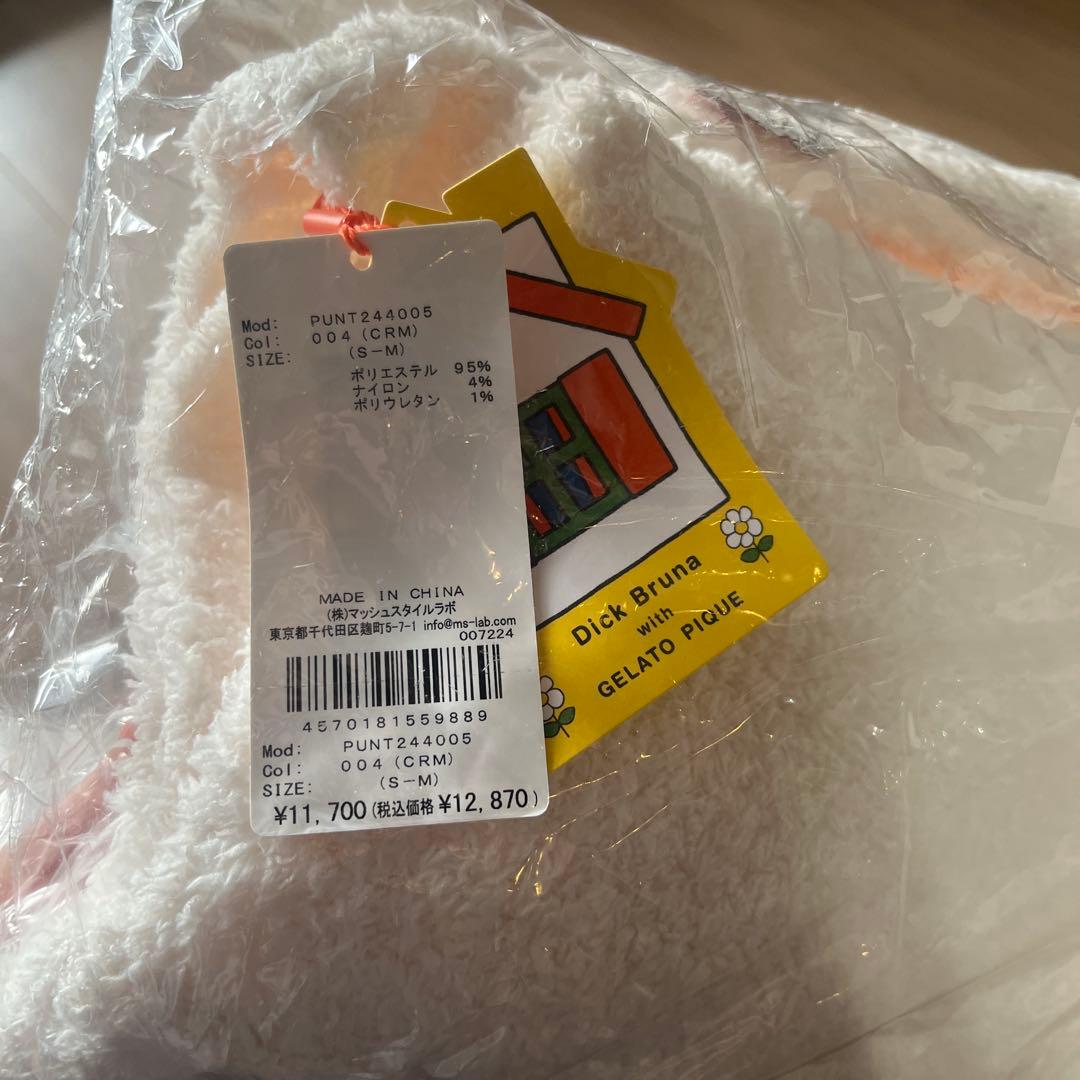 Mod: PUNT244005
Col: 004(CRM)
SIZE: (S-M)
ポリエステル 95%
ナイロン 4%
ポリウレタン 1%
MADE IN CHINA
(株)マッシュスタイルラボ
東京都千代田区麹町5-7-1 info@ms-lab.com
007224
4570181559889
Mod: PUNT244005
Col: 004(CRM)
SIZE: (S-M)
¥11,700(税込価格¥12,870)
Dick Bruna
with
GELATO PIQUE